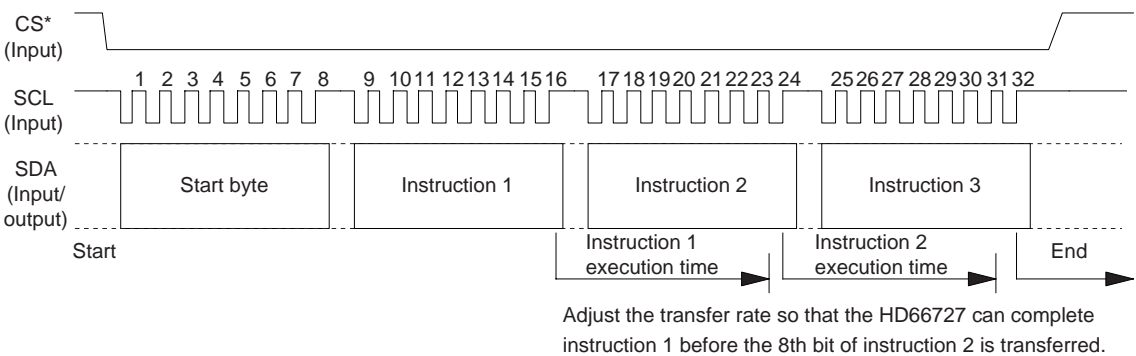 CS*
(Input)
1 2 3 4 5 6 7 8 9 10 11 12 13 14 15 16 17 18 19 20 21 22 23 24 25 26 27 28 29 30 31 32
SCL
(Input)
SDA
(Input/
output)
Start byte
Instruction 1
Instruction 2
Instruction 3
Start
Instruction 1
execution time
Instruction 2
execution time
End
Adjust the transfer rate so that the HD66727 can complete
instruction 1 before the 8th bit of instruction 2 is transferred.